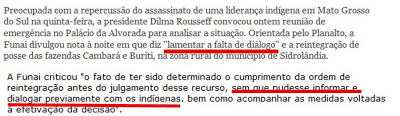 Preocupada com a repercussão do assassinato de uma liderança indígena em Mato Grosso
do Sul na quinta-feira, a presidente Dilma Rousseff convocou ontem reunião de
emergência no Palácio da Alvorada para analisar a situação. Orientada pelo Planalto, a
Funai divulgou nota à noite em que diz "lamentar a falta de diálogo" e a reintegração de
posse das fazendas Cambará e Buriti, na zona rural do município de Sidrolândia.
A Funai criticou "o fato de ter sido determinado o cumprimento da ordem de
reintegração antes do julgamento desse recurso, sem que pudesse informar e
dialogar previamente com os indígenas. bem como acompanhar as medidas voltadas
à efetivação da decisão".